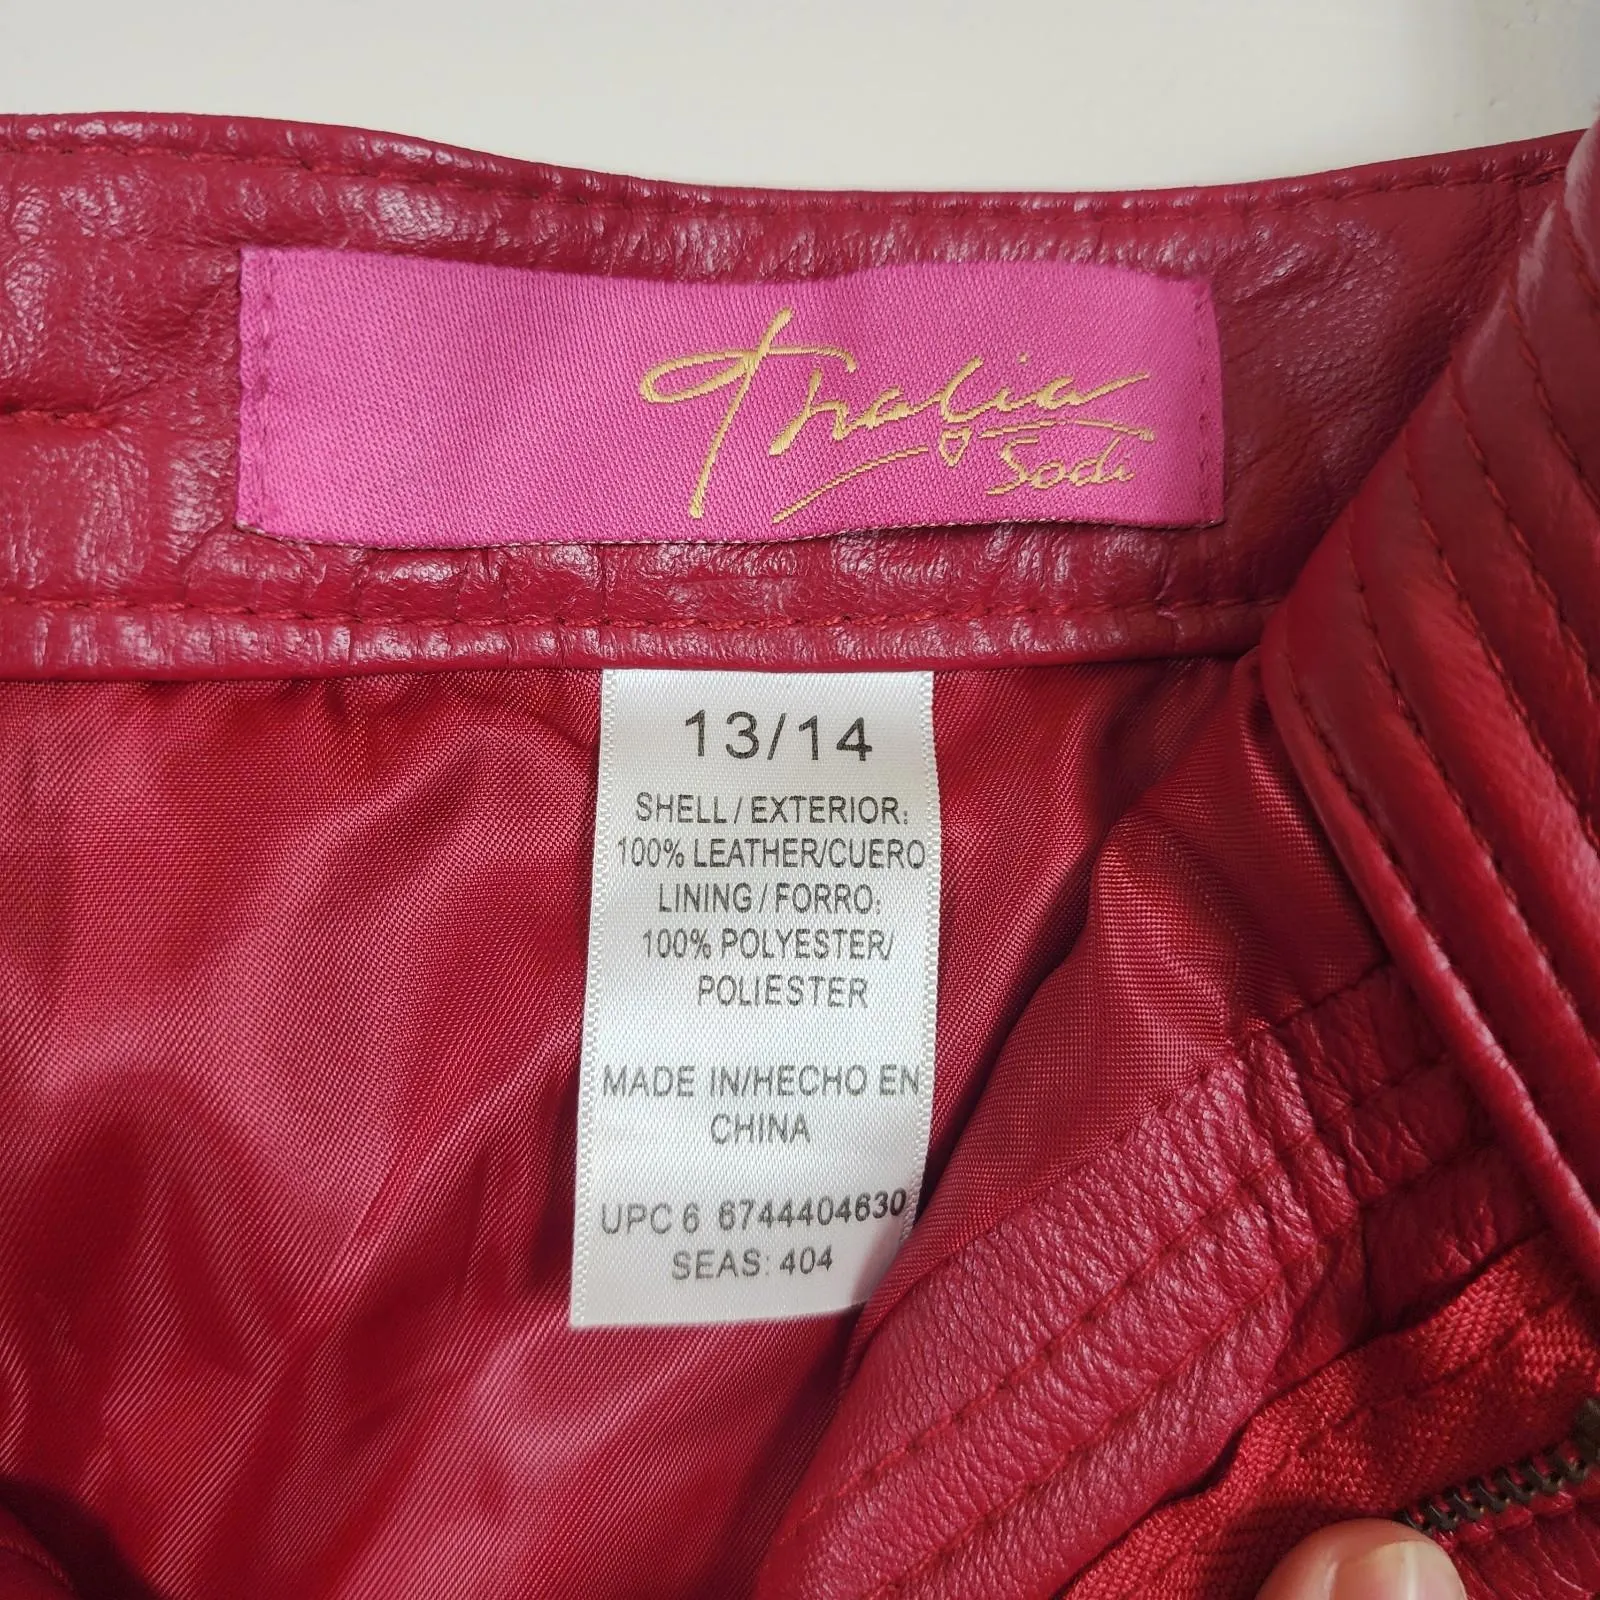 Thalia
Sodi
13/14
SHELL / EXTERIOR:
100% LEATHER/CUERO
LINING / FORRO:
100% POLYESTER/
POLIESTER
MADE IN/HECHO EN
CHINA
UPC 6 6744404630
SEAS: 404